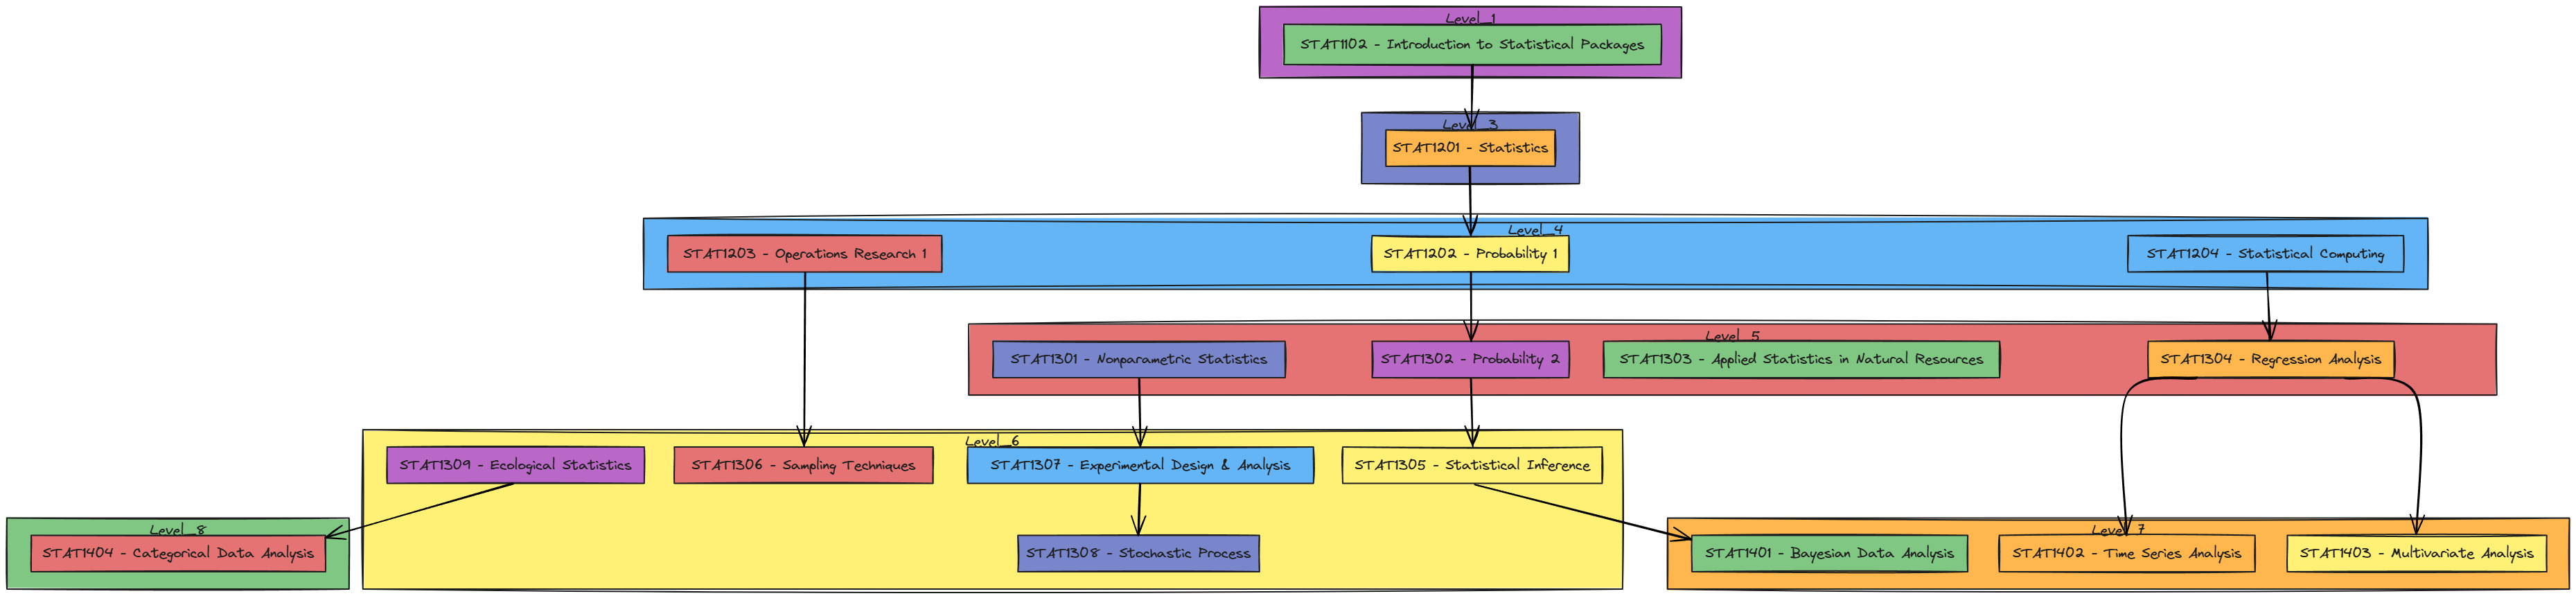 Level_1
STAT1102 - Introduction to Statistical Packages
Level_3
STAT1201 - Statistics
Level_4
STAT1203 - Operations Research 1
STAT1202 - Probability 1
STAT1204 - Statistical Computing
Level_5
STAT1301 - Nonparametric Statistics
STAT1302 - Probability 2
STAT1303 - Applied Statistics in Natural Resources
STAT1304 - Regression Analysis
Level_6
STAT1309 - Ecological Statistics
STAT1306 - Sampling Techniques
STAT1307 - Experimental Design & Analysis
STAT1305 - Statistical Inference
STAT1308 - Stochastic Process
Level_8
STAT1404 - Categorical Data Analysis
Level_7
STAT1401 - Bayesian Data Analysis
STAT1402 - Time Series Analysis
STAT1403 - Multivariate Analysis